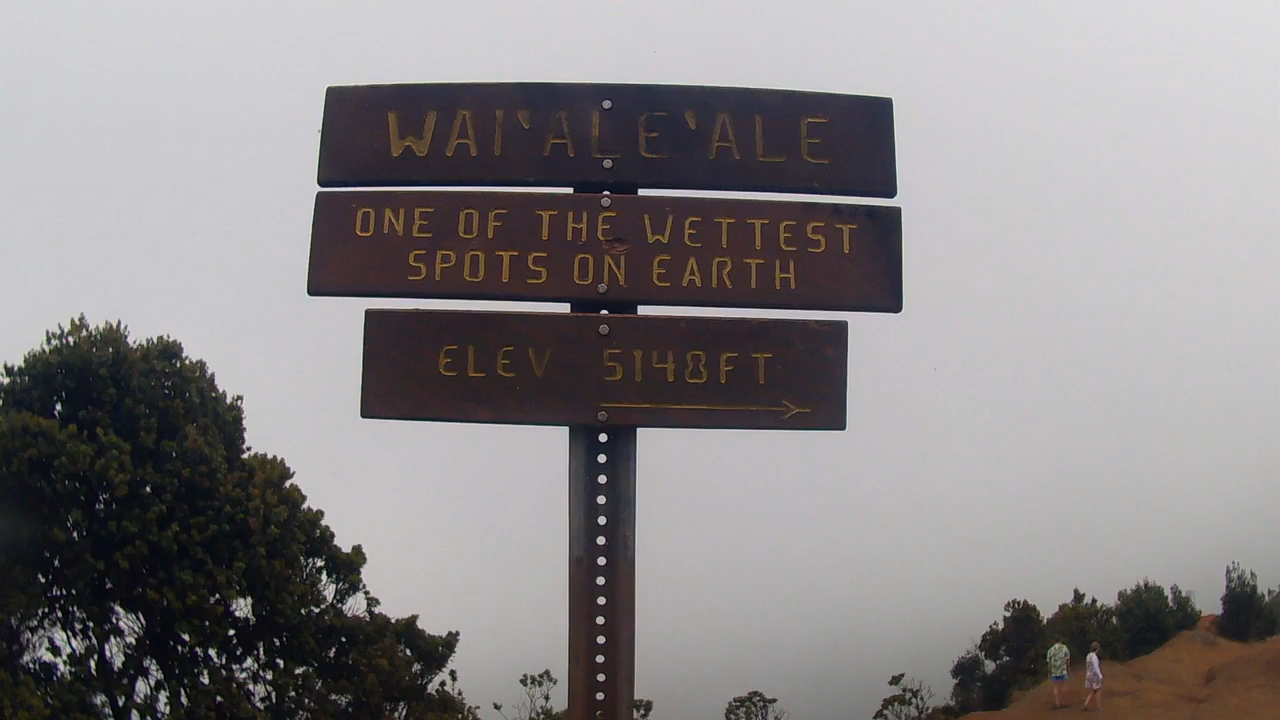 WAI'ALE'ALE
ONE OF THE WETTEST
SPOTS ON EARTH
ELEV 5148FT